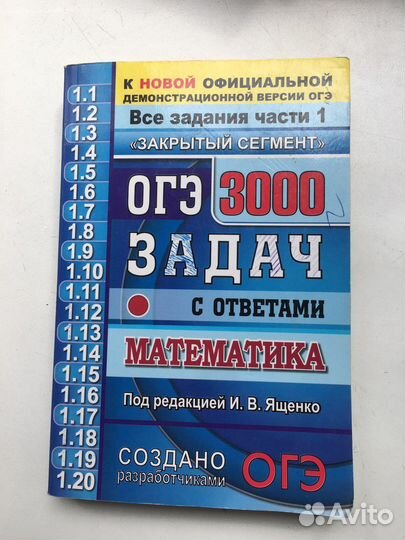 К НОВОЙ ОФИЦИАЛЬНОЙ
ДЕМОНСТРАЦИОННОЙ ВЕРСИИ ОГЭ
Все задания части 1
«ЗАКРЫТЫЙ СЕГМЕНТ»
ОГЭ 3000
ЗАДАЧ
С ОТВЕТАМИ
МАТЕМАТИКА
Под редакцией И. В. Ященко
СОЗДАНО
разработчиками
ОГЭ
1.1
1.2
1.3
1.4
1.5
1.6
1.7
1.8
1.9
1.10
1.11
1.12
1.13
1.14
1.15
1.16
1.17
1.18
1.19
1.20
Avito